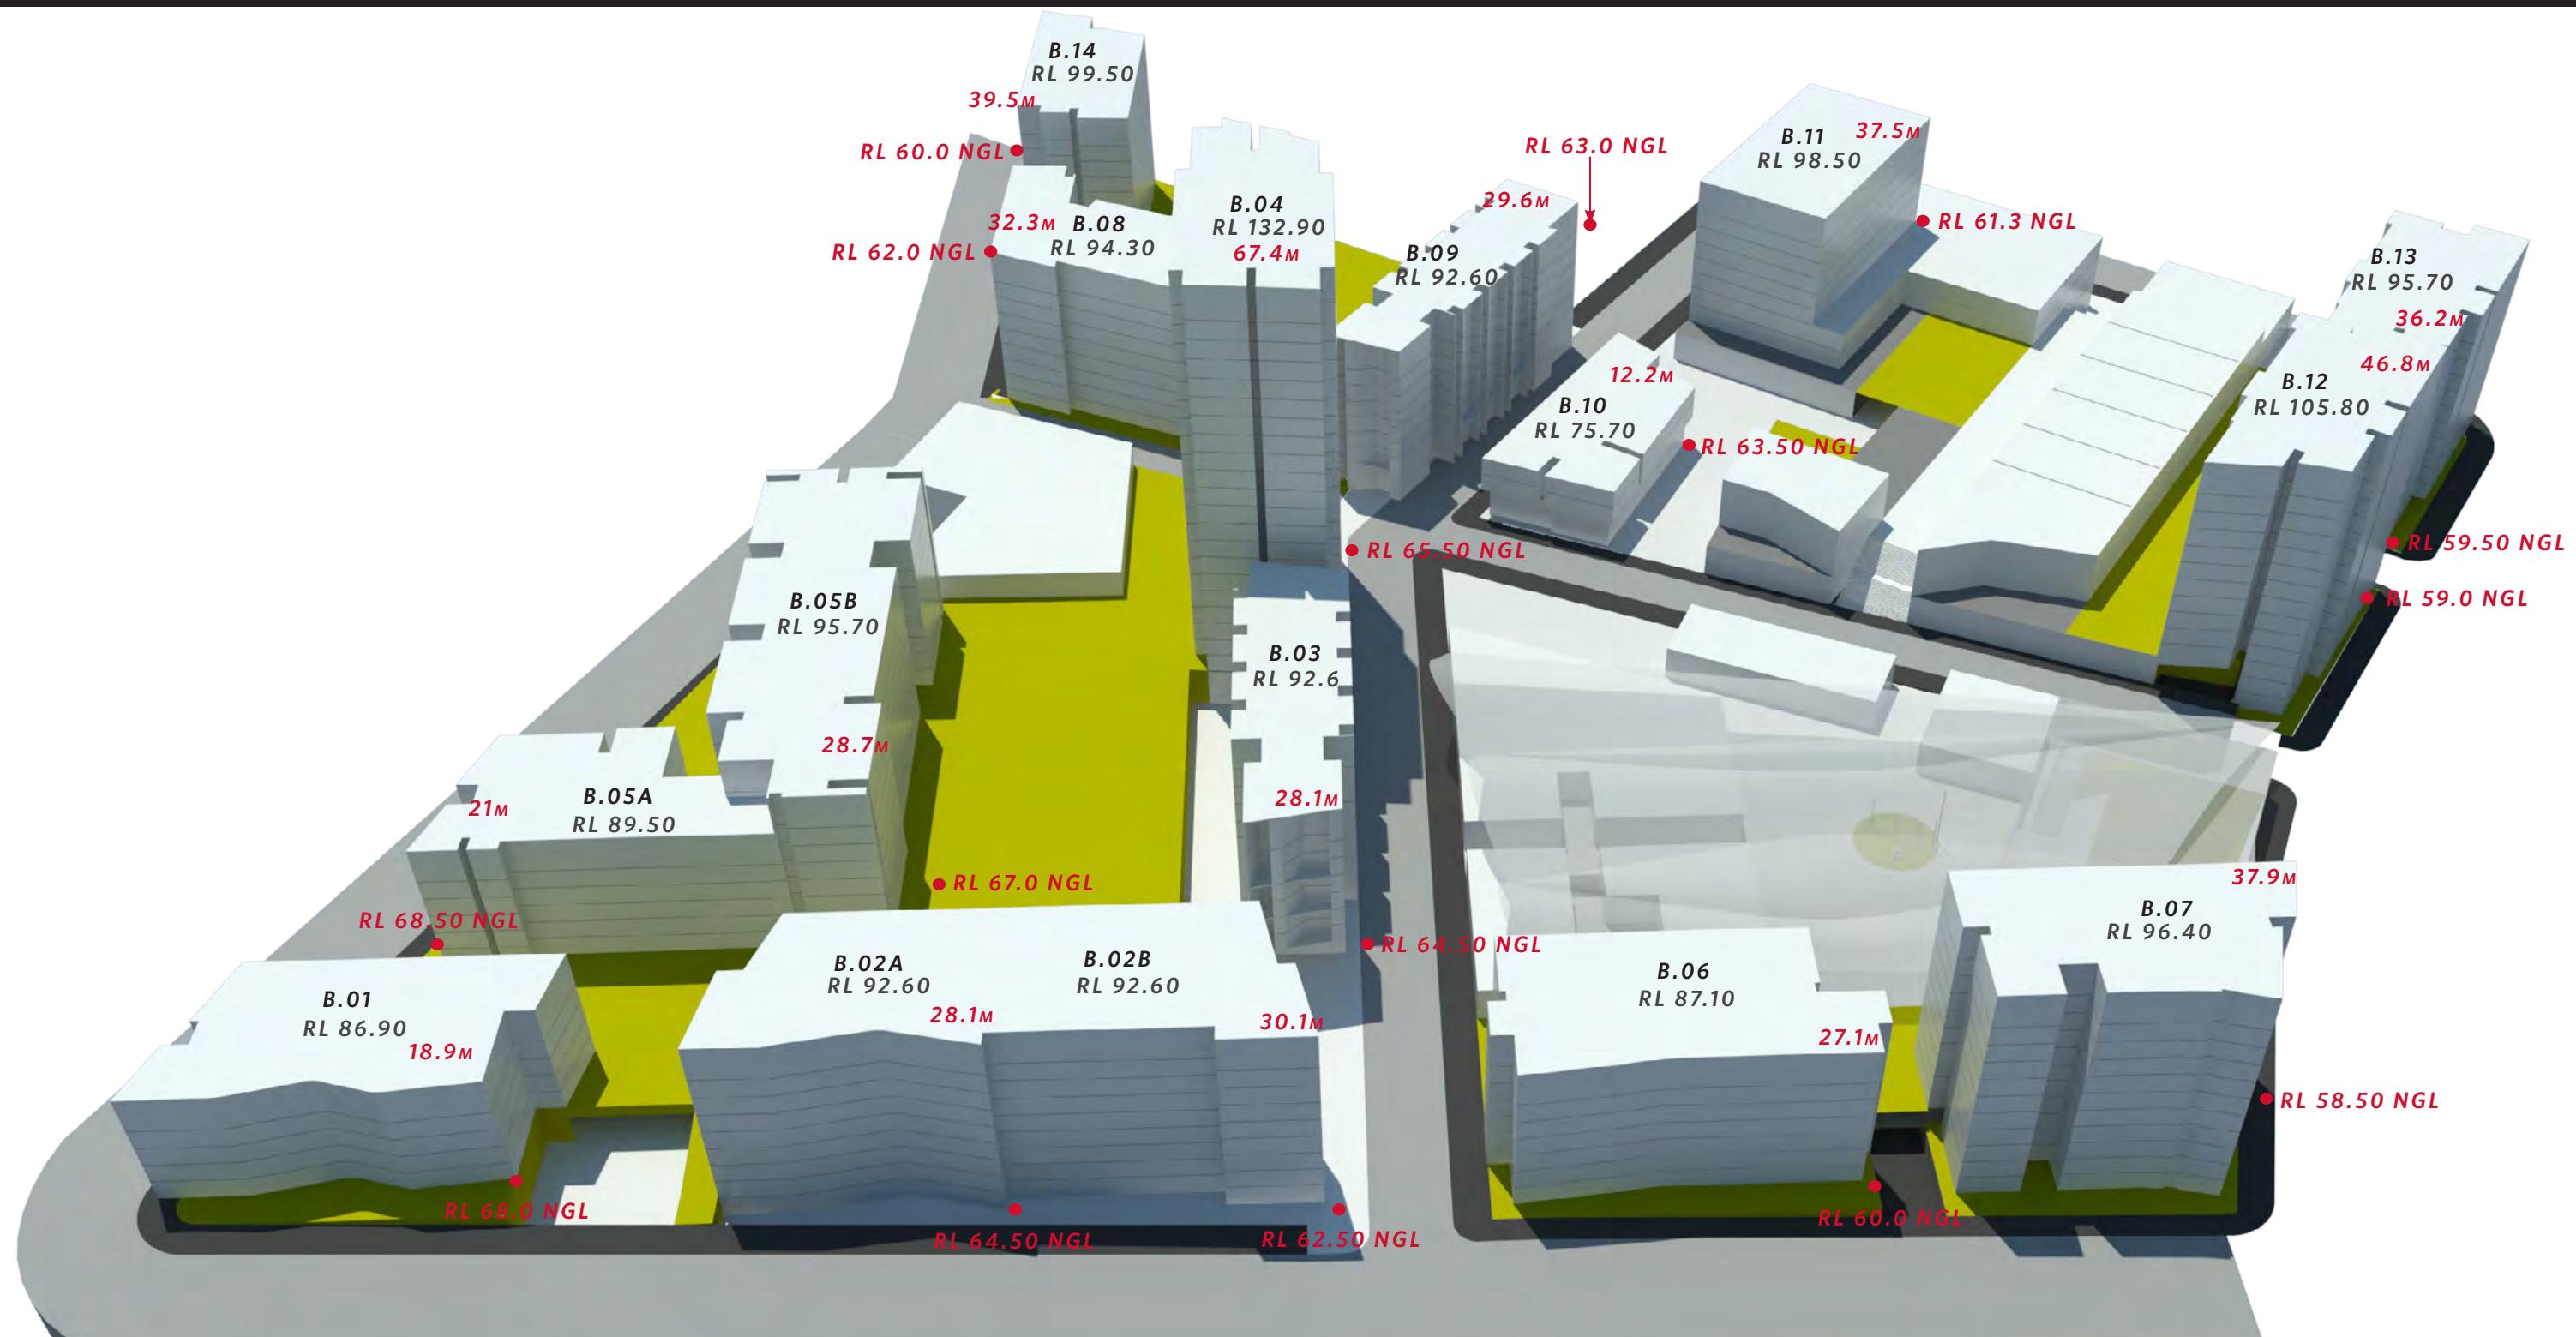 B.14
RL 99.50
39.5M
RL 60.0 NGL
B.11
37.5M
RL 98.50
RL 63.0 NGL
B.04
RL 132.90
67.4M
32.3M
B.08
RL 94.30
RL 62.0 NGL
29.6M
B.09
RL 92.60
RL 61.3 NGL
B.13
RL 95.70
36.2M
46.8M
B.12
RL 105.80
12.2M
B.10
RL 75.70
RL 63.50 NGL
RL 65.50 NGL
RL 59.50 NGL
RL 59.0 NGL
B.05B
RL 95.70
28.7M
B.03
RL 92.6
28.1M
B.05A
21M
RL 89.50
RL 67.0 NGL
RL 68.50 NGL
RL 64.50 NGL
37.9M
B.07
RL 96.40
B.02A
RL 92.60
28.1M
B.02B
RL 92.60
30.1M
B.06
RL 87.10
27.1M
B.01
RL 86.90
18.9M
RL 58.50 NGL
RL 68.0 NGL
RL 64.50 NGL
RL 62.50 NGL
RL 60.0 NGL